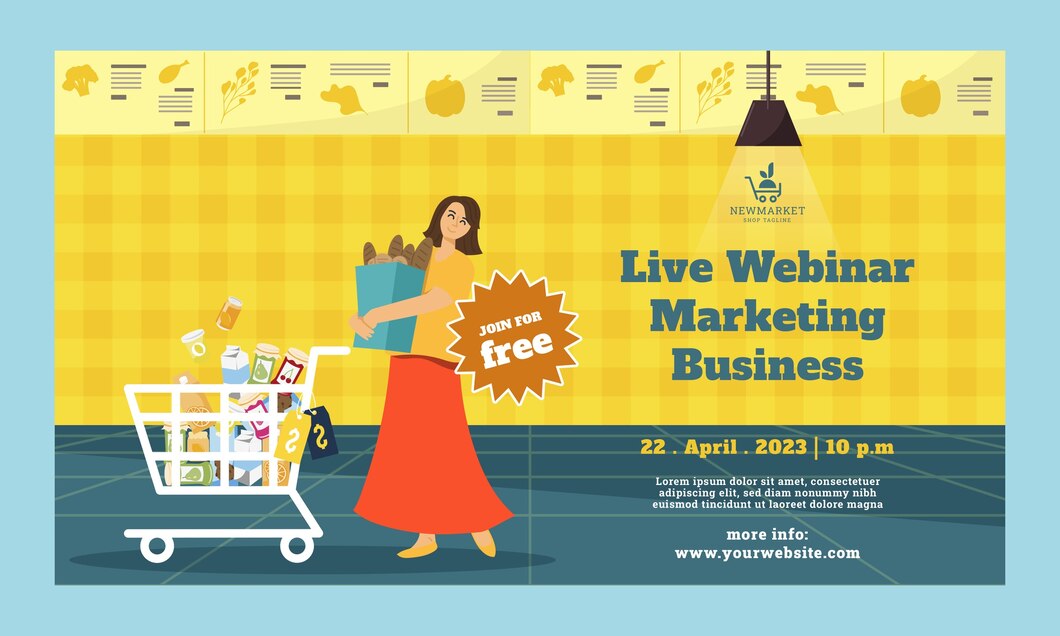 NEWMARKET
SHOP TAGLINE
Live Webinar
Marketing
Business
JOIN FOR
free
22 . April . 2023 | 10 p.m
Lorem ipsum dolor sit amet, consectetuer
adipiscing elit, sed diam nonummy nibh
euismod tincidunt ut laoreet dolore magna
more info:
www.yourwebsite.com